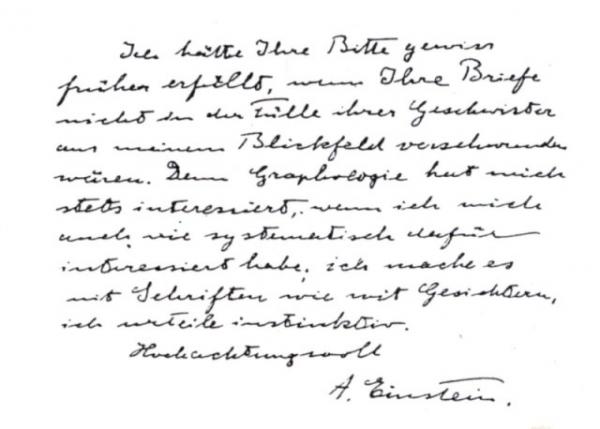 Ich hätte Ihre Bitte gewiss
früher erfüllt, wenn Ihre Briefe
nicht in der Fülle ihrer Geschwister
aus meinem Blickfeld verschwunden
wären. Denn Graphologie hat mich
stets interessiert, wenn ich mich
auch nie systematisch dafür
interessiert habe; ich mache es
mit Schriften wie mit Gesichtern,
ich urteile instinktiv.
Hochachtungsvoll
A. Einstein.